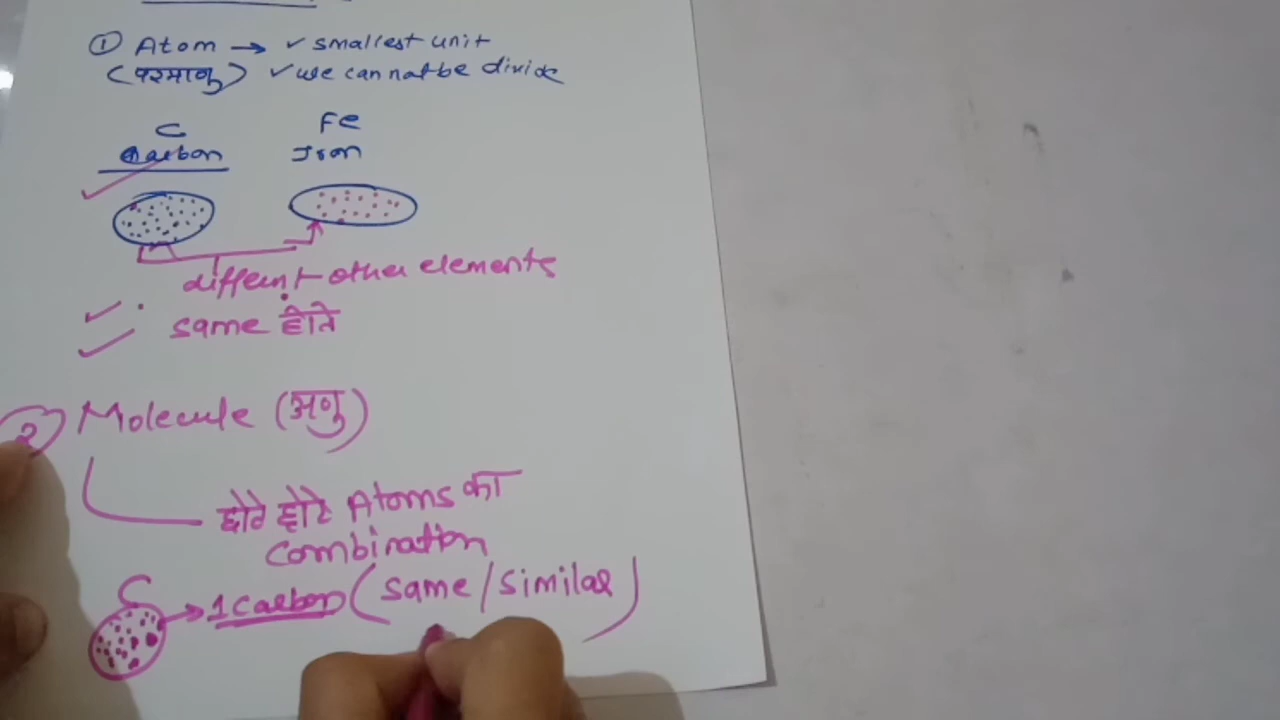 ① Atom → ✓ smallest unit
(परमाणु) ✓ we can not be divide
C Fe
Carbon Iron
diffent other elements
same होते
② Molecule (अणु)
छोटे छोटे Atoms का
Combination
C
→ 1 Carbon (same/similar)